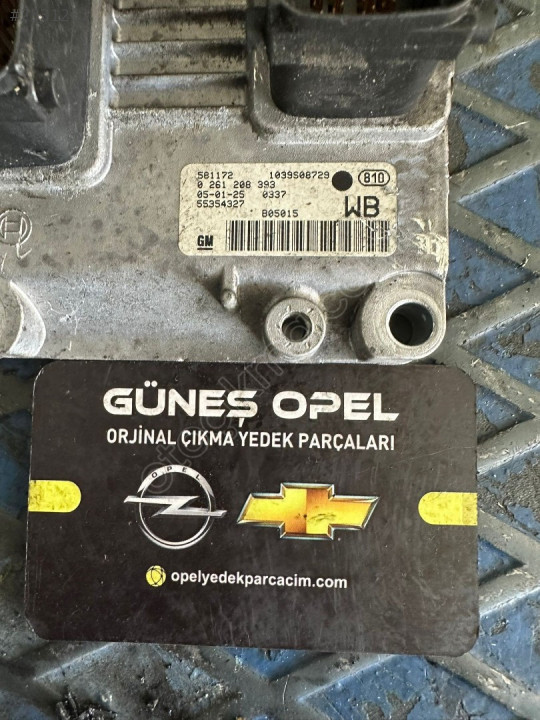 581172 1039S08729
0 261 208 393
05-01-25 0337
55354327
B05015
810
WB
GM
GÜNEŞ OPEL
ORJİNAL ÇIKMA YEDEK PARÇALARI
OPEL
opelyedekparcacim.com